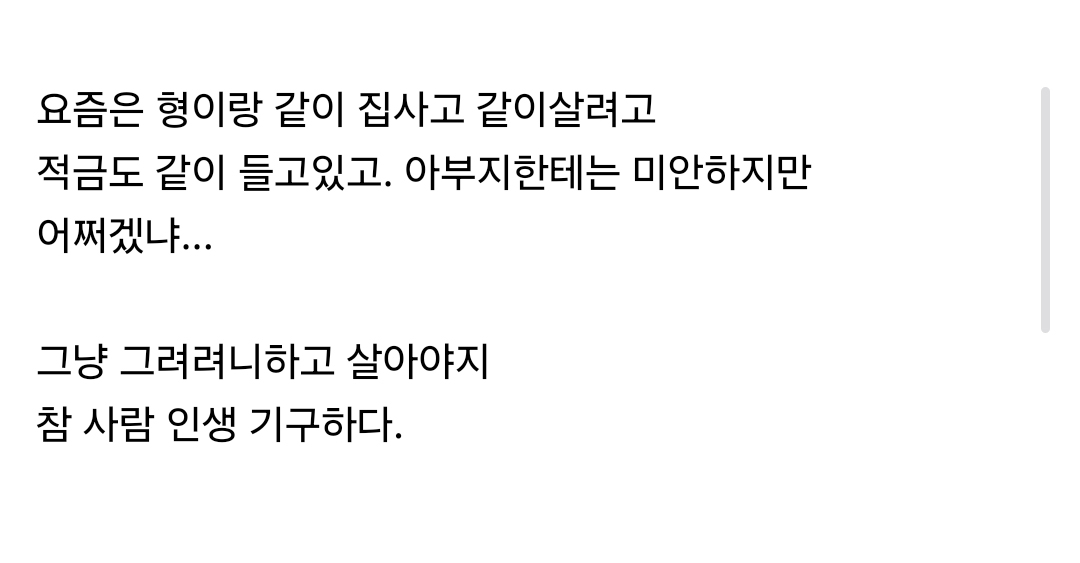 요즘은 형이랑 같이 집사고 같이살려고
적금도 같이 들고있고. 아부지한테는 미안하지만
어쩌겠냐...
그냥 그려려니하고 살아야지
참 사람 인생 기구하다.